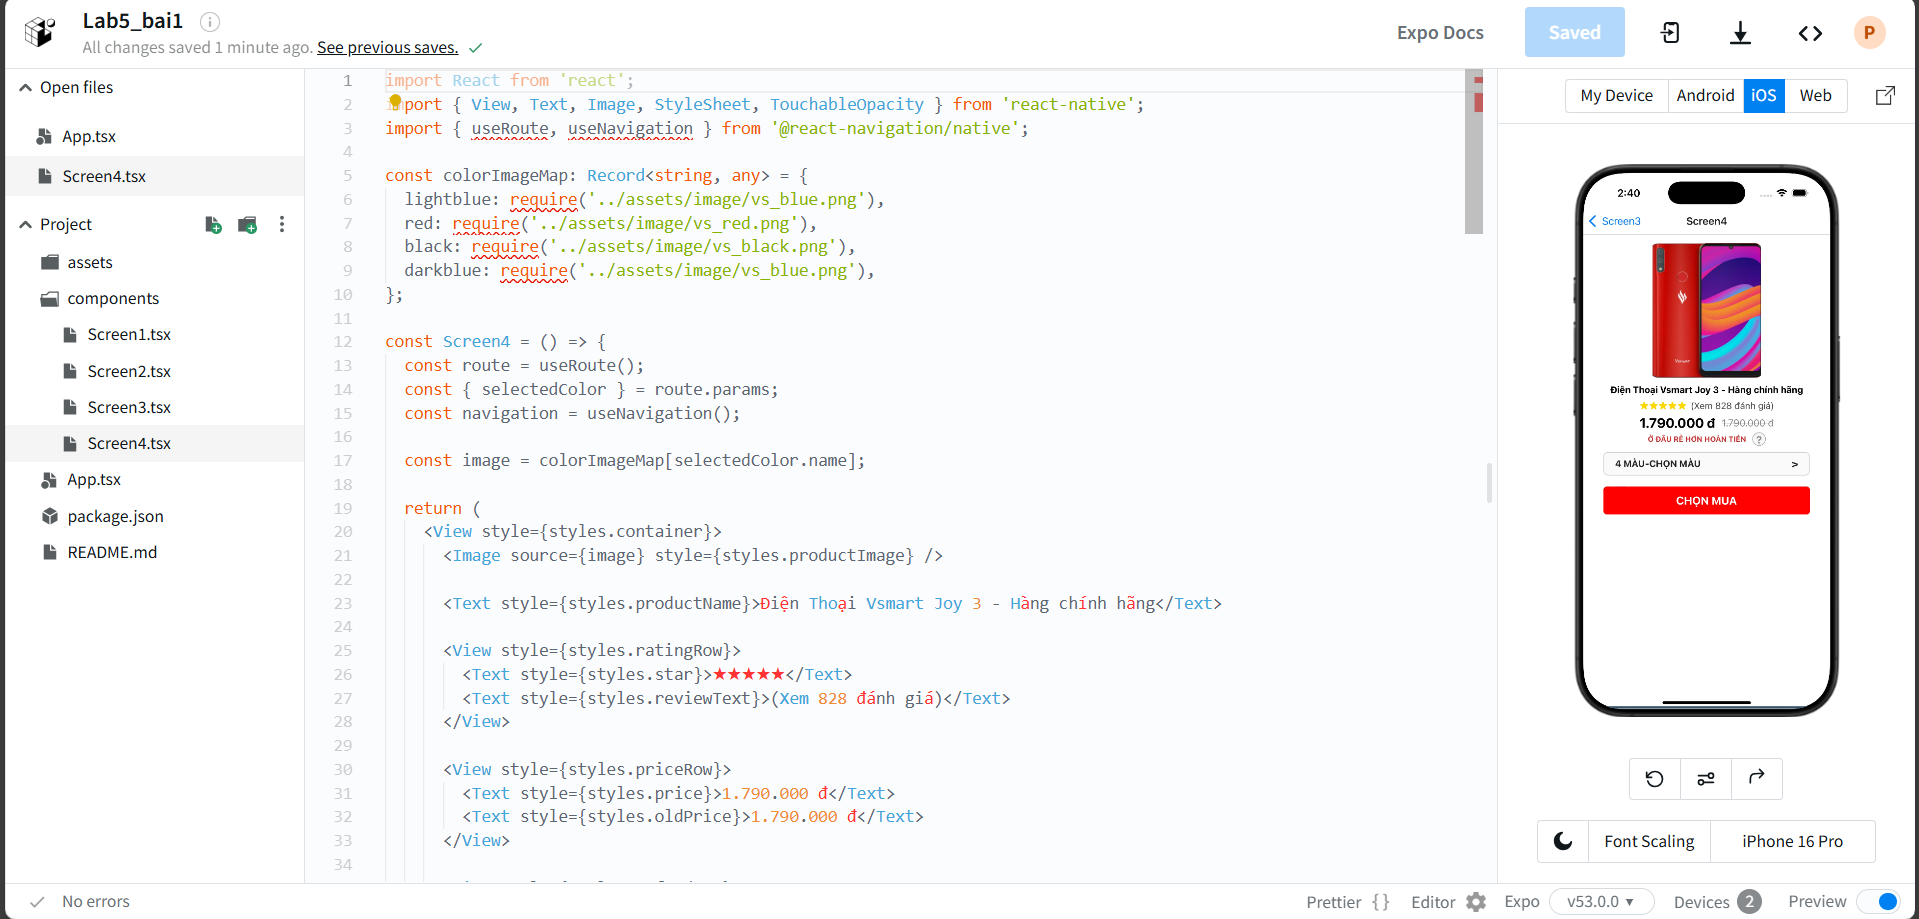 Lab5_bai1
All changes saved 1 minute ago. See previous saves.
Expo Docs
Saved
P
Open files
App.tsx
Screen4.tsx
Project
assets
components
Screen1.tsx
Screen2.tsx
Screen3.tsx
Screen4.tsx
App.tsx
package.json
README.md
1 import React from 'react';
2 import { View, Text, Image, StyleSheet, TouchableOpacity } from 'react-native';
3 import { useRoute, useNavigation } from '@react-navigation/native';
4
5 const colorImageMap: Record<string, any> = {
6 lightblue: require('../assets/image/vs_blue.png'),
7 red: require('../assets/image/vs_red.png'),
8 black: require('../assets/image/vs_black.png'),
9 darkblue: require('../assets/image/vs_blue.png'),
10 };
11
12 const Screen4 = () => {
13 const route = useRoute();
14 const { selectedColor } = route.params;
15 const navigation = useNavigation();
16
17 const image = colorImageMap[selectedColor.name];
18
19 return (
20 <View style={styles.container}>
21 <Image source={image} style={styles.productImage} />
22
23 <Text style={styles.productName}>Điện Thoại Vsmart Joy 3 - Hàng chính hãng</Text>
24
25 <View style={styles.ratingRow}>
26 <Text style={styles.star}>★★★★★</Text>
27 <Text style={styles.reviewText}>(Xem 828 đánh giá)</Text>
28 </View>
29
30 <View style={styles.priceRow}>
31 <Text style={styles.price}>1.790.000 đ</Text>
32 <Text style={styles.oldPrice}>1.790.000 đ</Text>
33 </View>
34
My Device
Android
iOS
Web
2:40
Screen3
Screen4
Điện Thoại Vsmart Joy 3 - Hàng chính hãng
★★★★★ (Xem 828 đánh giá)
1.790.000 đ 1.790.000 đ
Ở ĐÂU RẺ HƠN HOÀN TIỀN ?
4 MÀU-CHỌN MÀU >
CHỌN MUA
Font Scaling
iPhone 16 Pro
No errors
Prettier {}
Editor
Expo
v53.0.0 ▼
Devices 2
Preview